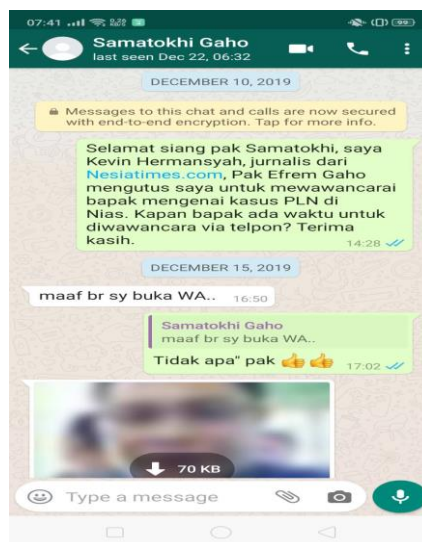 07:41
99
Samatokhi Gaho
last seen Dec 22, 06:32
DECEMBER 10, 2019
Messages to this chat and calls are now secured
with end-to-end encryption. Tap for more info.
Selamat siang pak Samatokhi, saya
Kevin Hermansyah, jurnalis dari
Nesiatimes.com, Pak Efrem Gaho
mengutus saya untuk mewawancarai
bapak mengenai kasus PLN di
Nias. Kapan bapak ada waktu untuk
diwawancara via telpon? Terima
kasih.
14:28
DECEMBER 15, 2019
maaf br sy buka WA..
16:50
Samatokhi Gaho
maaf br sy buka WA..
Tidak apa" pak 👍👍
17:02
70 KB
Type a message